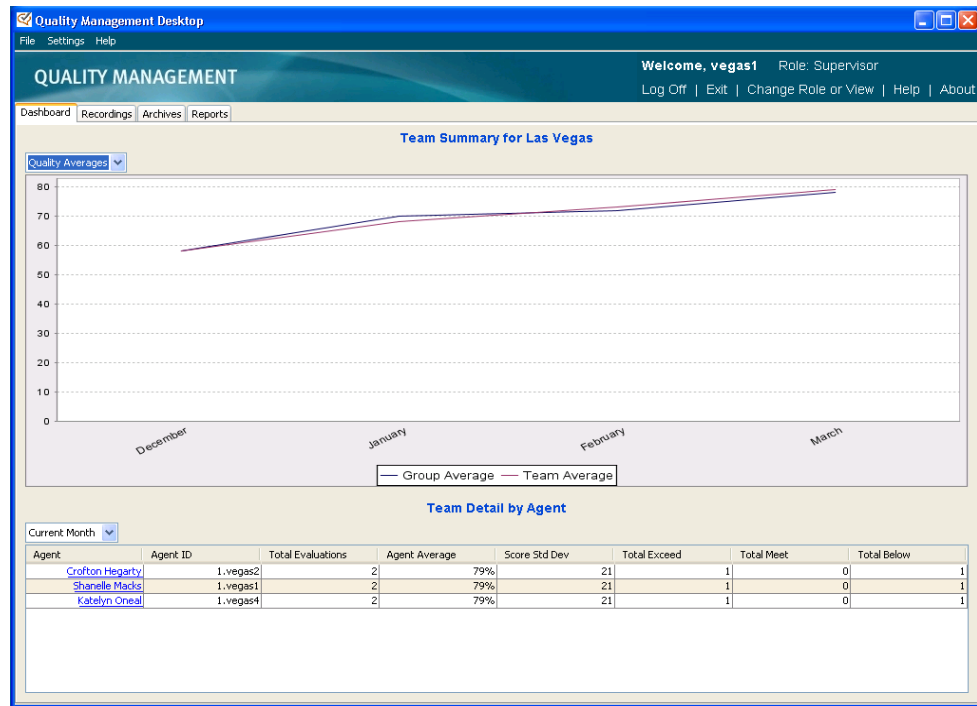 Quality Management Desktop
File Settings Help
QUALITY MANAGEMENT
Welcome, vegas1 Role: Supervisor
Log Off | Exit | Change Role or View | Help | About
Dashboard Recordings Archives Reports
Team Summary for Las Vegas
Quality Averages
80
70
60
50
40
30
20
10
0
December January February March
Group Average Team Average
Team Detail by Agent
Current Month
Agent Agent ID Total Evaluations Agent Average Score Std Dev Total Exceed Total Meet Total Below
Crofton Hegarty 1.vegas2 2 79% 21 1 0 1
Shanelle Macks 1.vegas1 2 79% 21 1 0 1
Katelyn Oneal 1.vegas4 2 79% 21 1 0 1